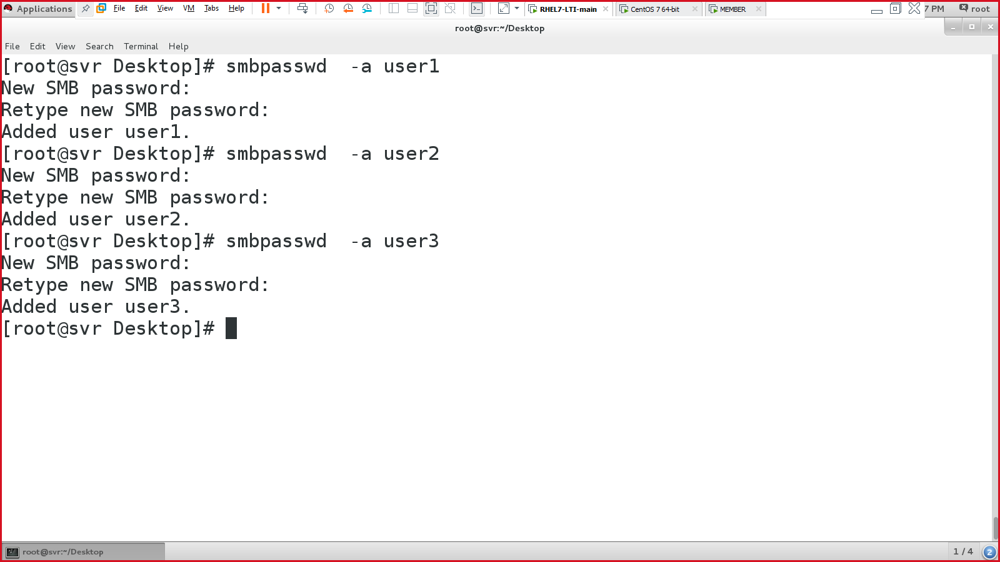 Applications File Edit View VM Tabs Help RHEL7-LTI-main CentOS 7 64-bit MEMBER 7 PM root
root@svr:~/Desktop
File Edit View Search Terminal Help
[root@svr Desktop]# smbpasswd  -a user1
New SMB password:
Retype new SMB password:
Added user user1.
[root@svr Desktop]# smbpasswd  -a user2
New SMB password:
Retype new SMB password:
Added user user2.
[root@svr Desktop]# smbpasswd  -a user3
New SMB password:
Retype new SMB password:
Added user user3.
[root@svr Desktop]#
root@svr:~/Desktop 1 / 4 2